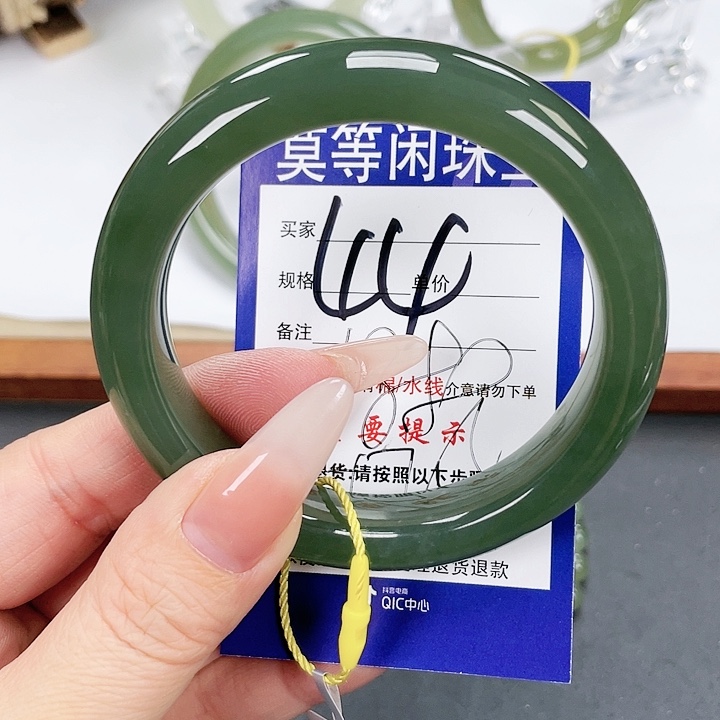 莫等闲珠
买家
44
规格 单价
备注
棉/水线介意请勿下单
要提示
货:请按照以下步
退货退款
抖音电商
QIC中心